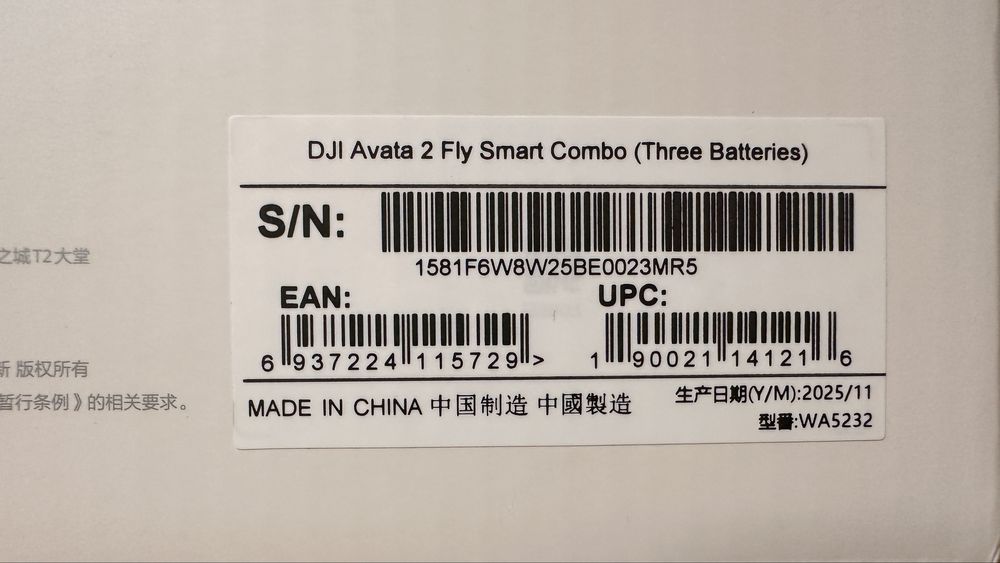 DJI Avata 2 Fly Smart Combo (Three Batteries)
S/N:
1581F6W8W25BE0023MR5
EAN:
6 937224 115729 >
UPC:
1 90021 14121 6
MADE IN CHINA 中国制造 中國製造
生产日期(Y/M):2025/11
型番:WA5232
之城T2大堂
新 版权所有
暂行条例》的相关要求。